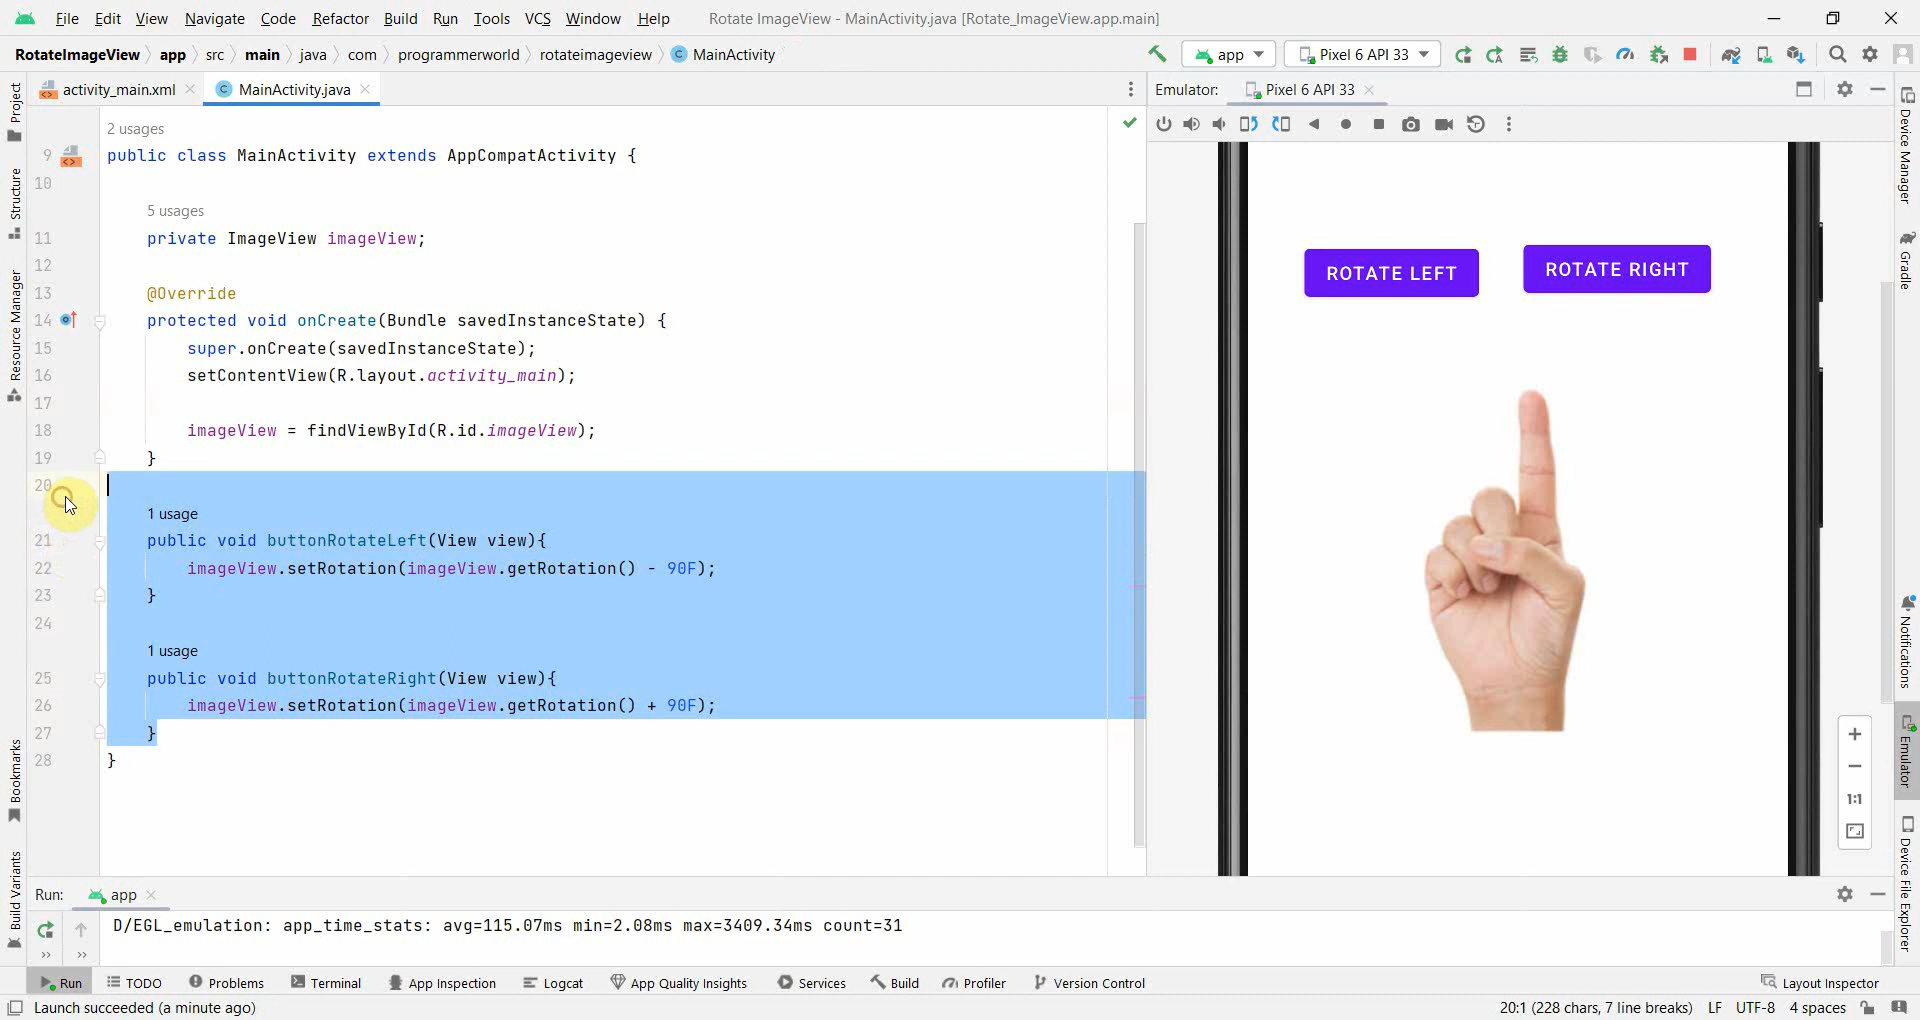 File Edit View Navigate Code Refactor Build Run Tools VCS Window Help Rotate ImageView - MainActivity.java [Rotate_ImageView.app.main]
RotateImageView app src main java com programmerworld rotateimageview MainActivity app Pixel 6 API 33
activity_main.xml MainActivity.java Emulator: Pixel 6 API 33
2 usages
9 public class MainActivity extends AppCompatActivity {
10
5 usages
11 private ImageView imageView;
12
13 @Override
14 protected void onCreate(Bundle savedInstanceState) {
15 super.onCreate(savedInstanceState);
16 setContentView(R.layout.activity_main);
17
18 imageView = findViewById(R.id.imageView);
19 }
20
1 usage
21 public void buttonRotateLeft(View view){
22 imageView.setRotation(imageView.getRotation() - 90F);
23 }
24
1 usage
25 public void buttonRotateRight(View view){
26 imageView.setRotation(imageView.getRotation() + 90F);
27 }
28 }
ROTATE LEFT
ROTATE RIGHT
1:1
Project
Structure
Resource Manager
Bookmarks
Build Variants
Device Manager
Gradle
Notifications
Emulator
Device File Explorer
Run: app
D/EGL_emulation: app_time_stats: avg=115.07ms min=2.08ms max=3409.34ms count=31
Run TODO Problems Terminal App Inspection Logcat App Quality Insights Services Build Profiler Version Control Layout Inspector
Launch succeeded (a minute ago) 20:1 (228 chars, 7 line breaks) LF UTF-8 4 spaces